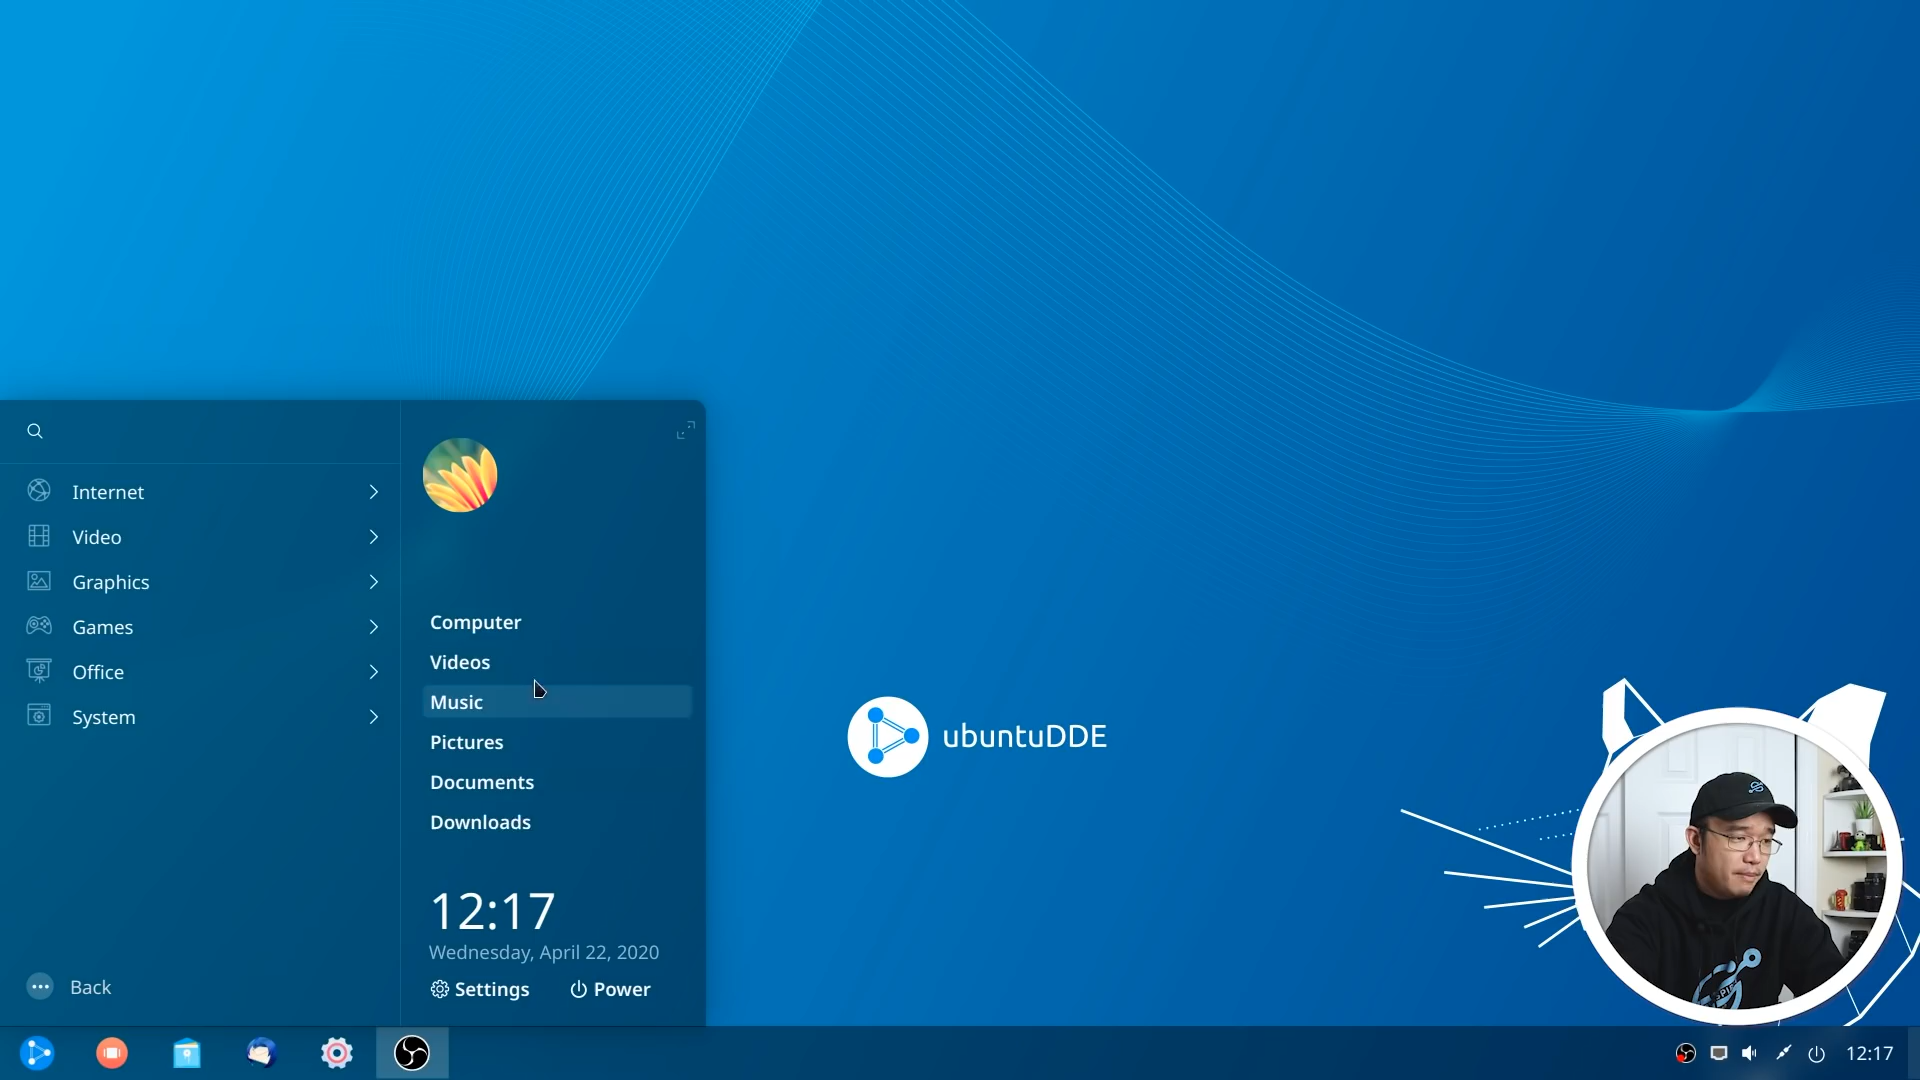 Internet
Video
Graphics
Games
Office
System
Back
Computer
Videos
Music
Pictures
Documents
Downloads
12:17
Wednesday, April 22, 2020
Settings
Power
ubuntuDDE
12:17